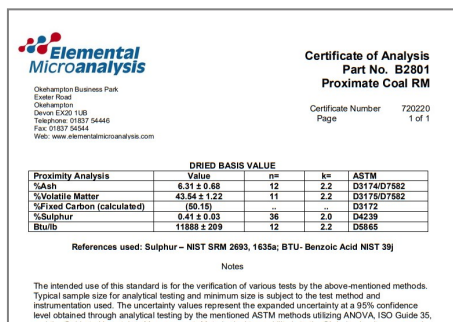 Elemental
Microanalysis
Okehampton Business Park
Exeter Road
Okehampton
Devon EX20 1UB
Telephone: 01837 54446
Fax: 01837 54544
Web: www.elementalmicroanalysis.com
Certificate of Analysis
Part No. B2801
Proximate Coal RM
Certificate Number 720220
Page 1 of 1
DRIED BASIS VALUE
Proximity Analysis Value n= k= ASTM
%Ash 6.31 ± 0.68 12 2.2 D3174/D7582
%Volatile Matter 43.54 ± 1.22 11 2.2 D3175/D7582
%Fixed Carbon (calculated) (50.15) .. .. D3172
%Sulphur 0.41 ± 0.03 36 2.0 D4239
Btu/lb 11888 ± 209 12 2.2 D5865
References used: Sulphur – NIST SRM 2693, 1635a; BTU- Benzoic Acid NIST 39j
Notes
The intended use of this standard is for the verification of various tests by the above-mentioned methods.
Typical sample size for analytical testing and minimum size is subject to the test method and
instrumentation used. The uncertainty values represent the expanded uncertainty at a 95% confidence
level obtained through analytical testing by the mentioned ASTM methods utilizing ANOVA, ISO Guide 35,